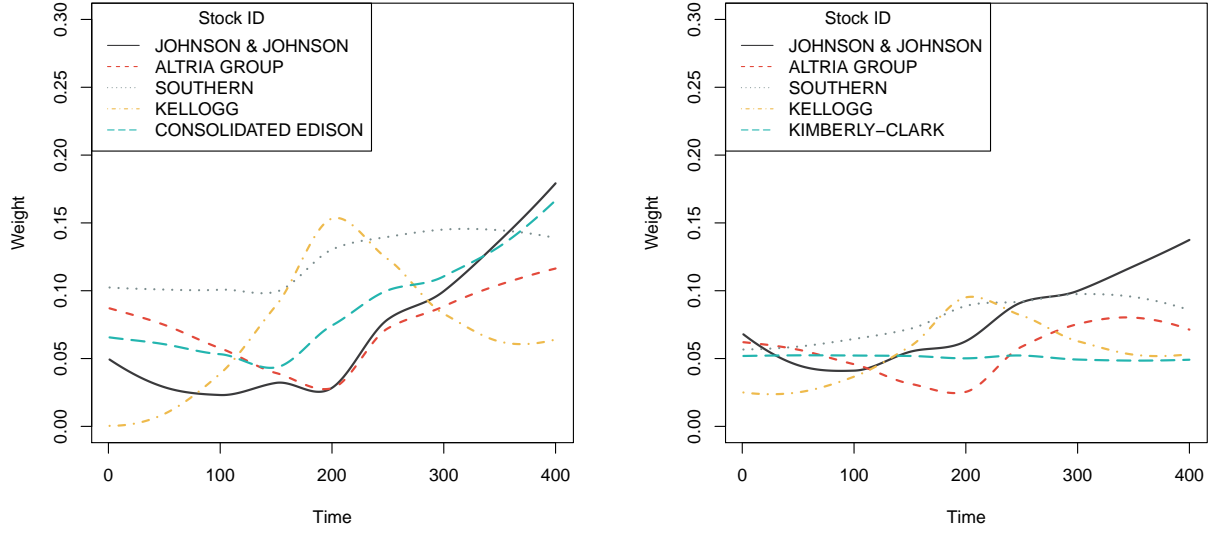 Stock ID
JOHNSON & JOHNSON
ALTRIA GROUP
SOUTHERN
KELLOGG
CONSOLIDATED EDISON
0.30
0.25
0.20
0.15
0.10
0.05
0.00
Weight
0 100 200 300 400
Time
Stock ID
JOHNSON & JOHNSON
ALTRIA GROUP
SOUTHERN
KELLOGG
KIMBERLY−CLARK
0.30
0.25
0.20
0.15
0.10
0.05
0.00
Weight
0 100 200 300 400
Time